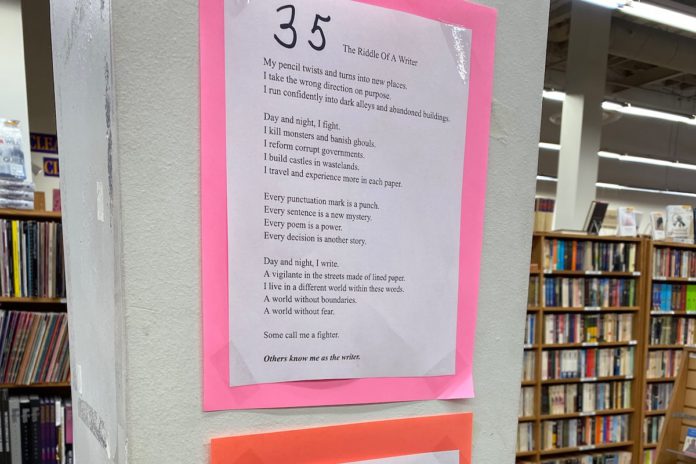 35
The Riddle Of A Writer
My pencil twists and turns into new places.
I take the wrong direction on purpose.
I run confidently into dark alleys and abandoned buildings.
Day and night, I fight.
I kill monsters and banish ghouls.
I reform corrupt governments.
I build castles in wastelands.
I travel and experience more in each paper.
Every punctuation mark is a punch.
Every sentence is a new mystery.
Every poem is a power.
Every decision is another story.
Day and night, I write.
A vigilante in the streets made of lined paper.
I live in a different world within these words.
A world without boundaries.
A world without fear.
Some call me a fighter.
Others know me as the writer.